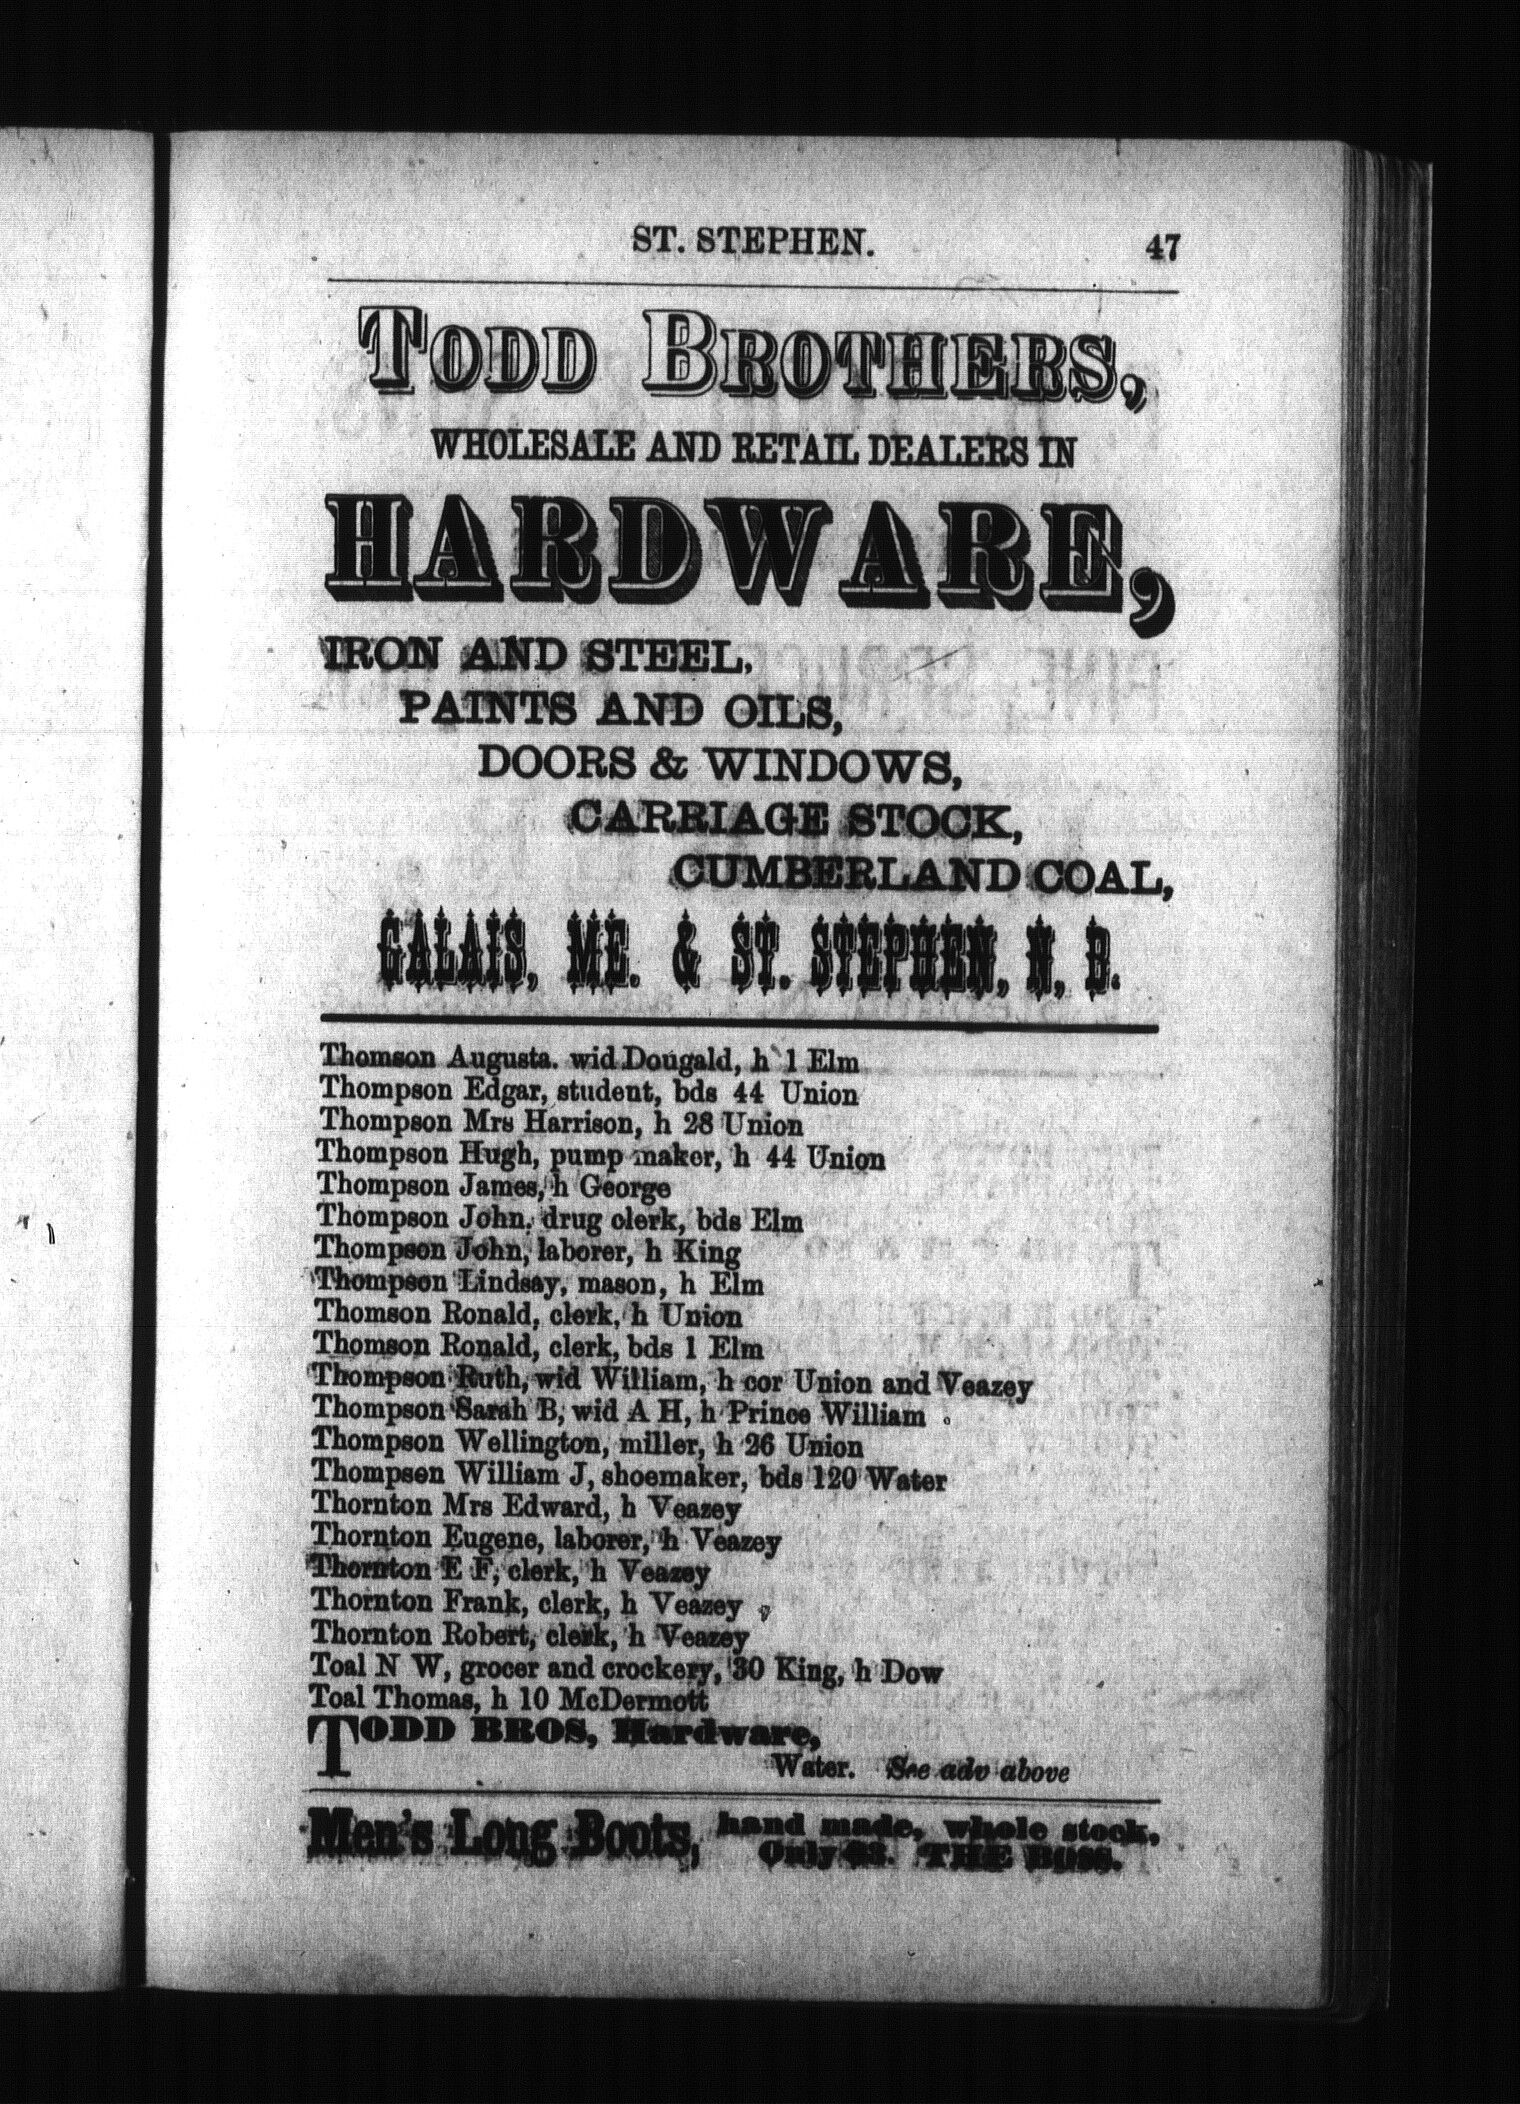 ST. STEPHEN. 47
TODD BROTHERS,
WHOLESALE AND RETAIL DEALERS IN
HARDWARE,
IRON AND STEEL,
PAINTS AND OILS,
DOORS & WINDOWS,
CARRIAGE STOCK,
CUMBERLAND COAL,
CALAIS, ME. & ST. STEPHEN, N. B.
Thomson Augusta. wid Dougald, h 1 Elm
Thompson Edgar, student, bds 44 Union
Thompson Mrs Harrison, h 28 Union
Thompson Hugh, pump maker, h 44 Union
Thompson James, h George
Thompson John, drug clerk, bds Elm
Thompson John, laborer, h King
Thompson Lindsay, mason, h Elm
Thomson Ronald, clerk, h Union
Thomson Ronald, clerk, bds 1 Elm
Thompson Ruth, wid William, h cor Union and Veazey
Thompson Sarah B, wid A H, h Prince William
Thompson Wellington, miller, h 26 Union
Thompson William J, shoemaker, bds 120 Water
Thornton Mrs Edward, h Veazey
Thornton Eugene, laborer, h Veazey
Thornton E F, clerk, h Veazey
Thornton Frank, clerk, h Veazey
Thornton Robert, clerk, h Veazey
Toal N W, grocer and crockery, 30 King, h Dow
Toal Thomas, h 10 McDermott
TODD BROS, Hardware,
Water. See adv above
Men's Long Boots, hand made, whole stock,
Only $3. THE BOSS.